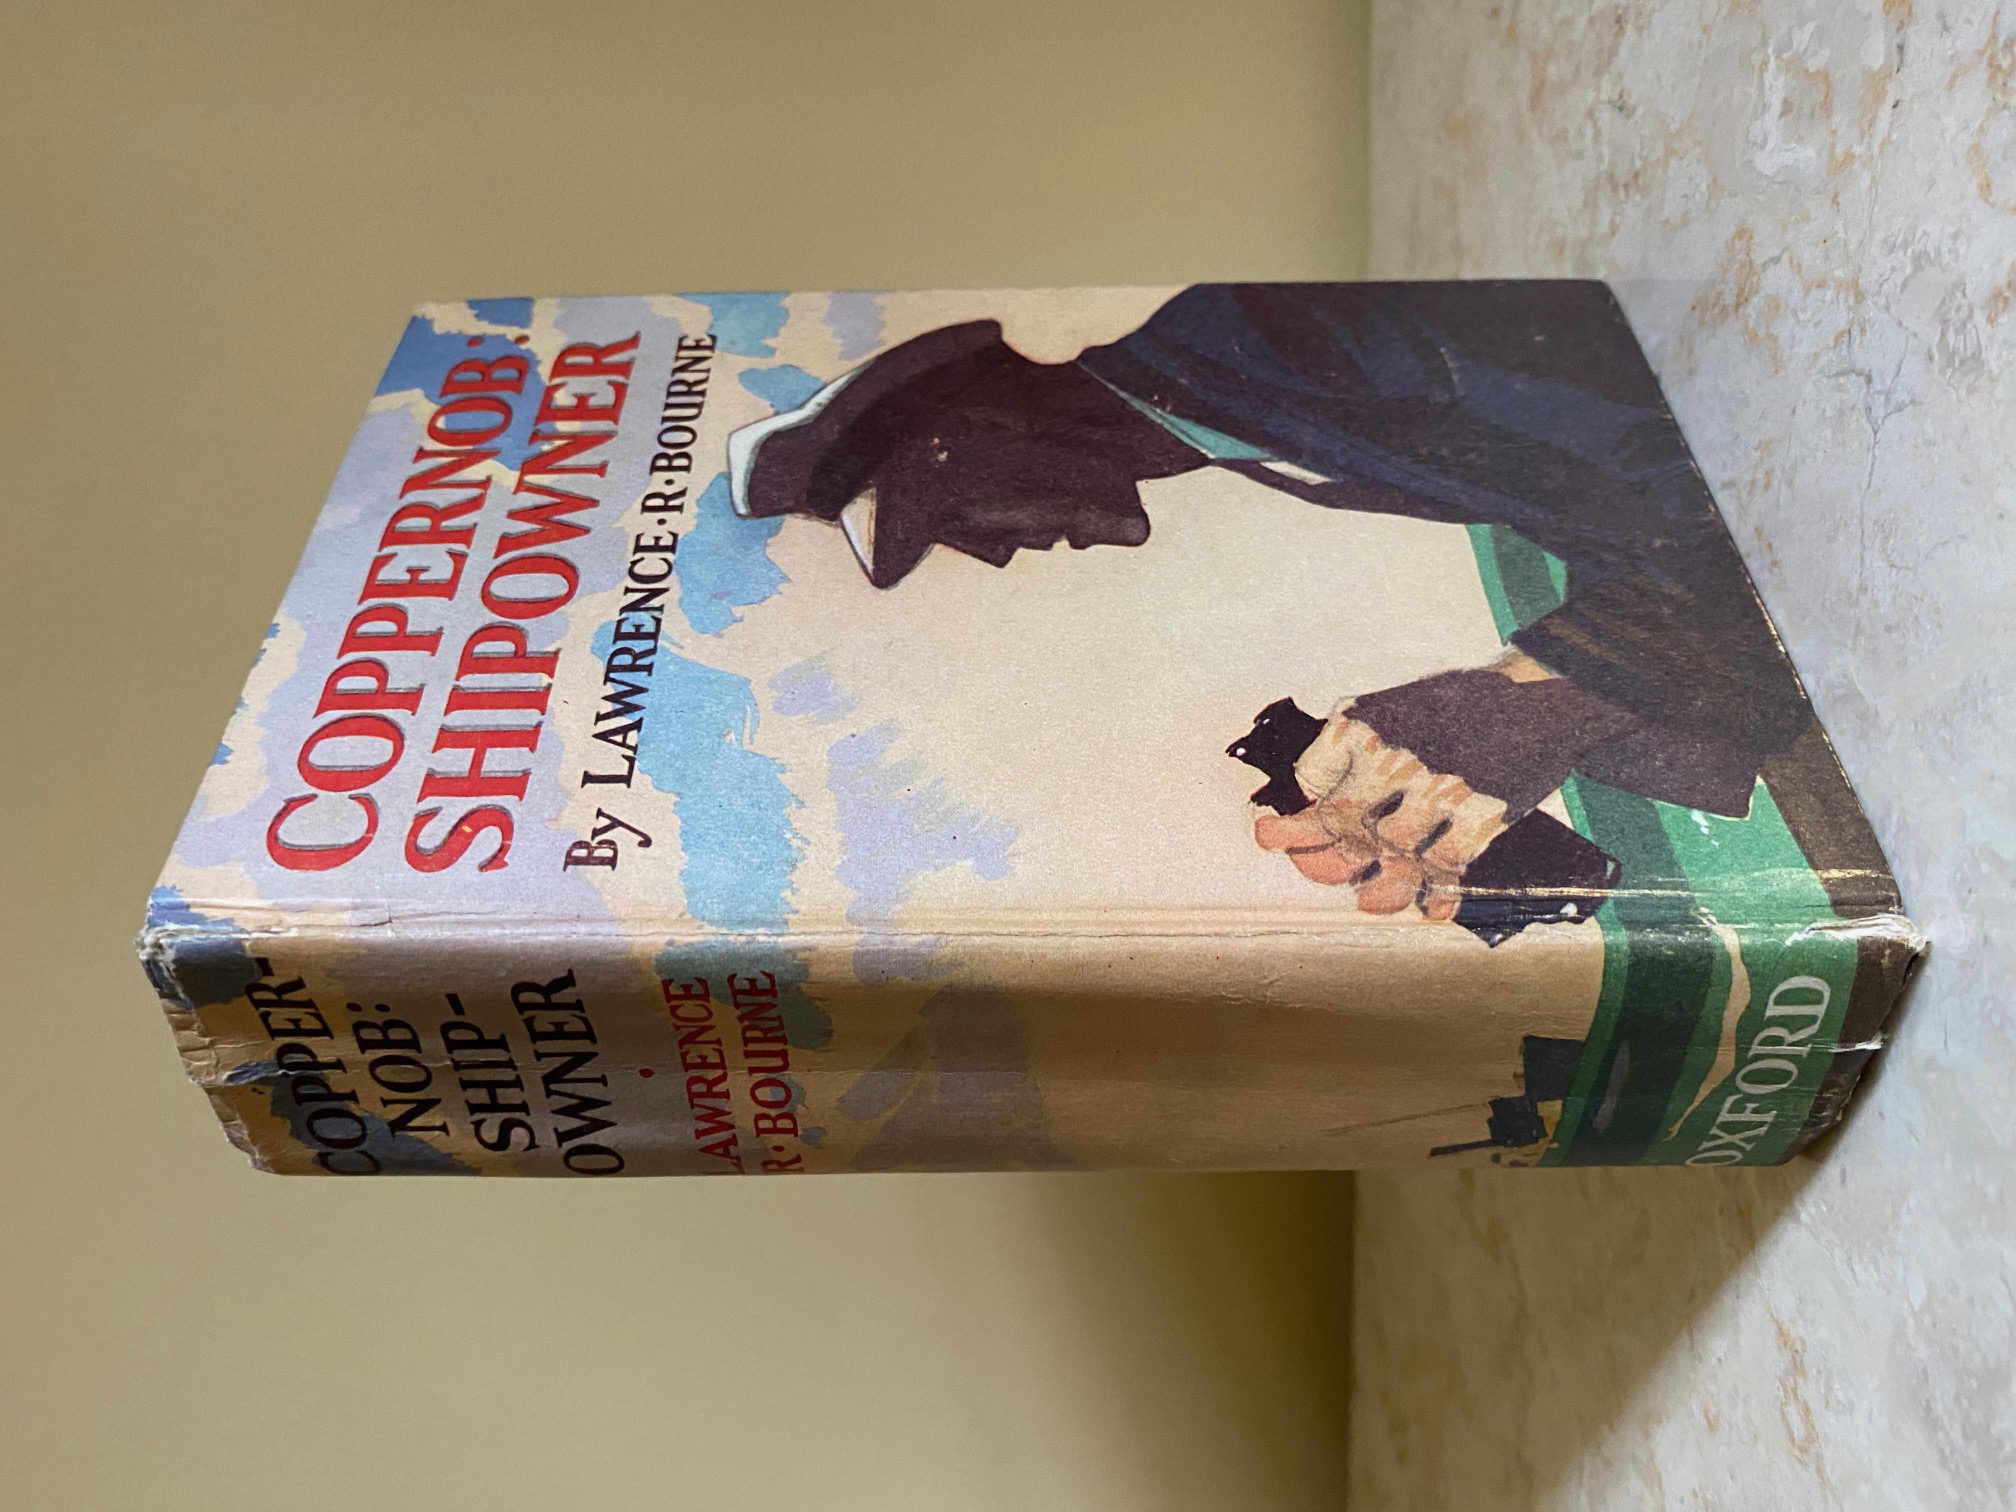 COPPERNOB:
SHIPOWNER
By LAWRENCE·R·BOURNE
COPPER-
NOB:
SHIP-
OWNER
·
LAWRENCE
R·BOURNE
OXFORD